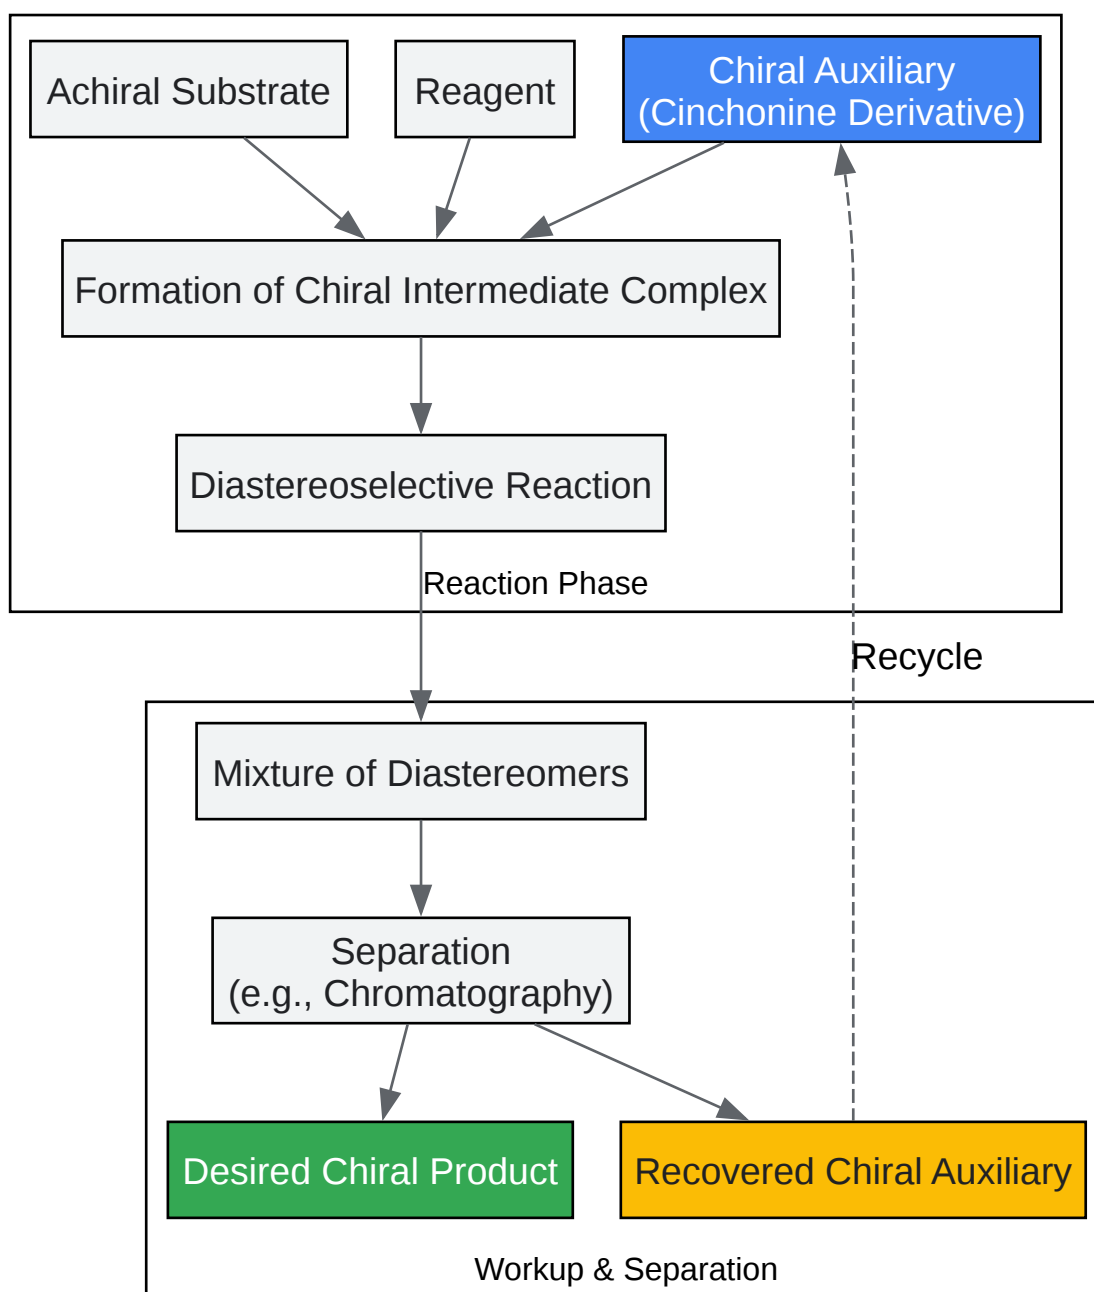 Achiral Substrate
Reagent
Chiral Auxiliary
(Cinchonine Derivative)
Formation of Chiral Intermediate Complex
Diastereoselective Reaction
Reaction Phase
Recycle
Mixture of Diastereomers
Separation
(e.g., Chromatography)
Desired Chiral Product
Recovered Chiral Auxiliary
Workup & Separation